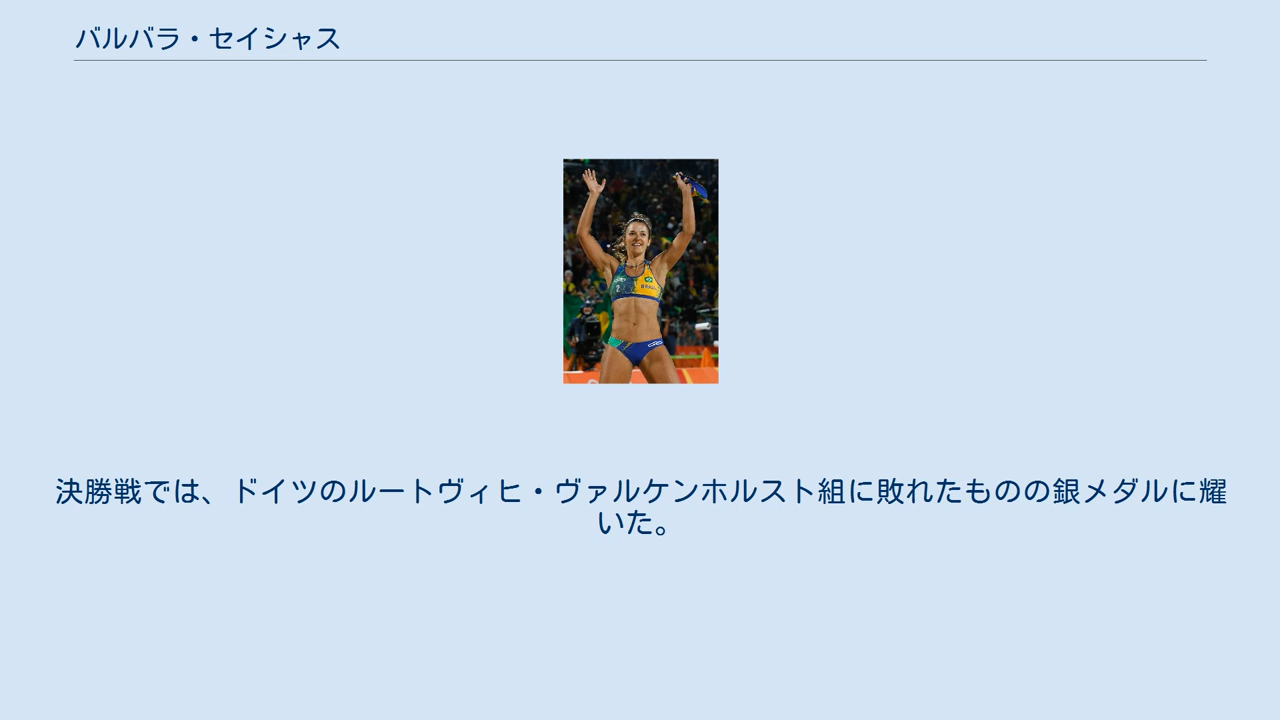 バルバラ・セイシャス
決勝戦では、ドイツのルートヴィヒ・ヴァルケンホルスト組に敗れたものの銀メダルに耀
いた。